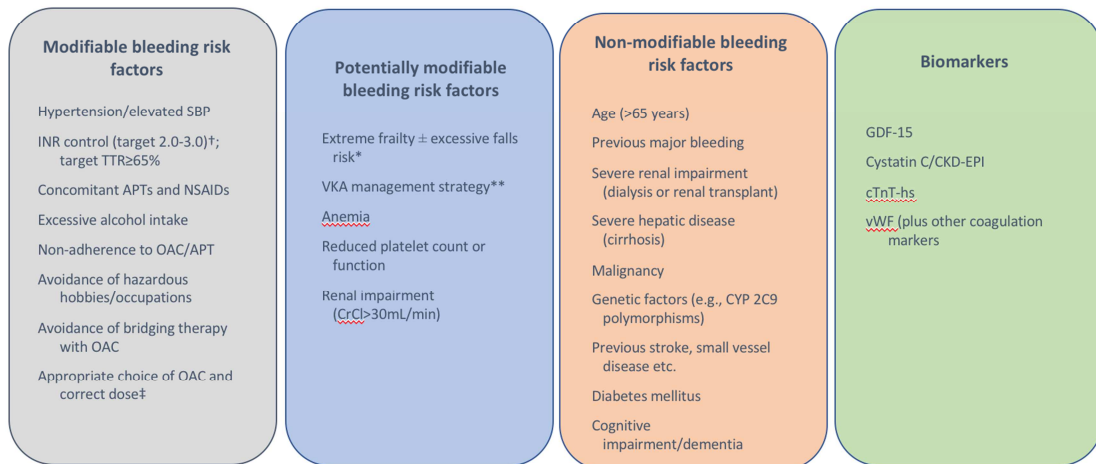 Modifiable bleeding risk
factors
Hypertension/elevated SBP
INR control (target 2.0-3.0)†;
target TTR≥65%
Concomitant APTs and NSAIDs
Excessive alcohol intake
Non-adherence to OAC/APT
Avoidance of hazardous
hobbies/occupations
Avoidance of bridging therapy
with OAC
Appropriate choice of OAC and
correct dose‡
Potentially modifiable
bleeding risk factors
Extreme frailty ± excessive falls
risk*
VKA management strategy**
Anemia
Reduced platelet count or
function
Renal impairment
(CrCl>30mL/min)
Non-modifiable bleeding
risk factors
Age (>65 years)
Previous major bleeding
Severe renal impairment
(dialysis or renal transplant)
Severe hepatic disease
(cirrhosis)
Malignancy
Genetic factors (e.g., CYP 2C9
polymorphisms)
Previous stroke, small vessel
disease etc.
Diabetes mellitus
Cognitive
impairment/dementia
Biomarkers
GDF-15
Cystatin C/CKD-EPI
cTnT-hs
vWF (plus other coagulation
markers